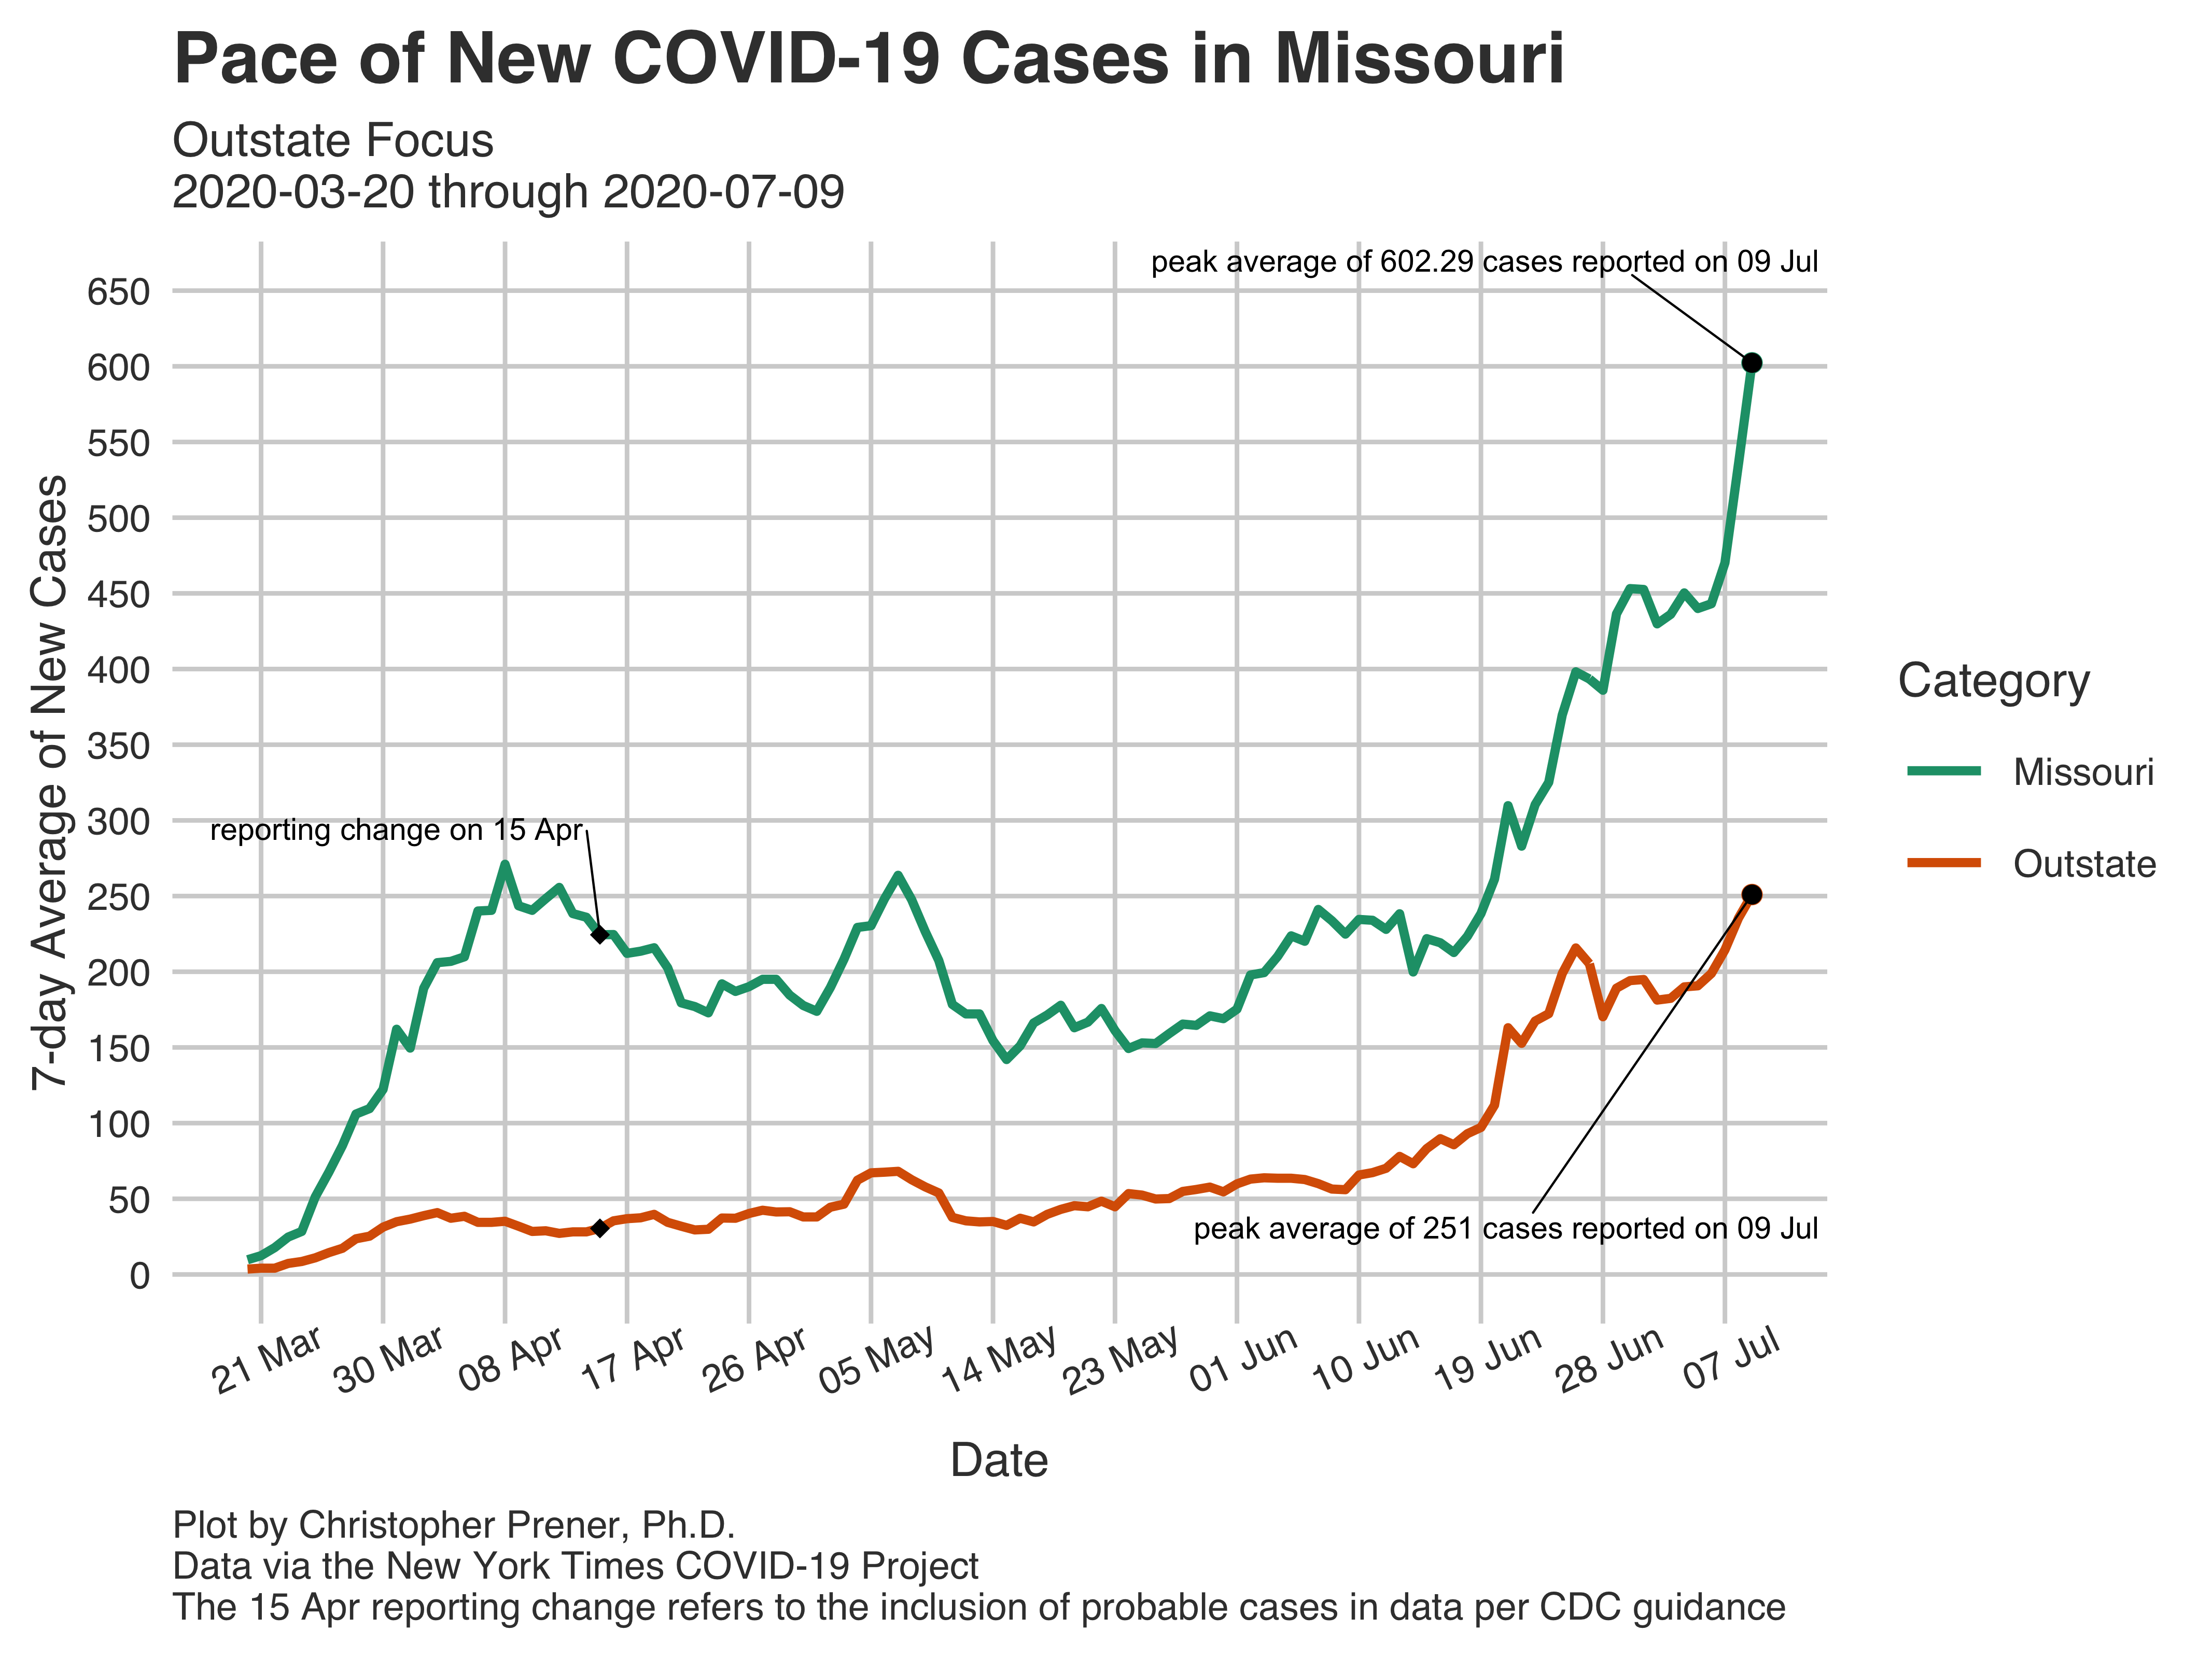 Pace of New COVID-19 Cases in Missouri
Outstate Focus
2020-03-20 through 2020-07-09
peak average of 602.29 cases reported on 09 Jul
650
600
550
500
450
400
350
300
250
200
150
100
50
0
7-day Average of New Cases
reporting change on 15 Apr
peak average of 251 cases reported on 09 Jul
Category
Missouri
Outstate
21 Mar
30 Mar
08 Apr
17 Apr
26 Apr
05 May
14 May
23 May
01 Jun
10 Jun
19 Jun
28 Jun
07 Jul
Date
Plot by Christopher Prener, Ph.D.
Data via the New York Times COVID-19 Project
The 15 Apr reporting change refers to the inclusion of probable cases in data per CDC guidance